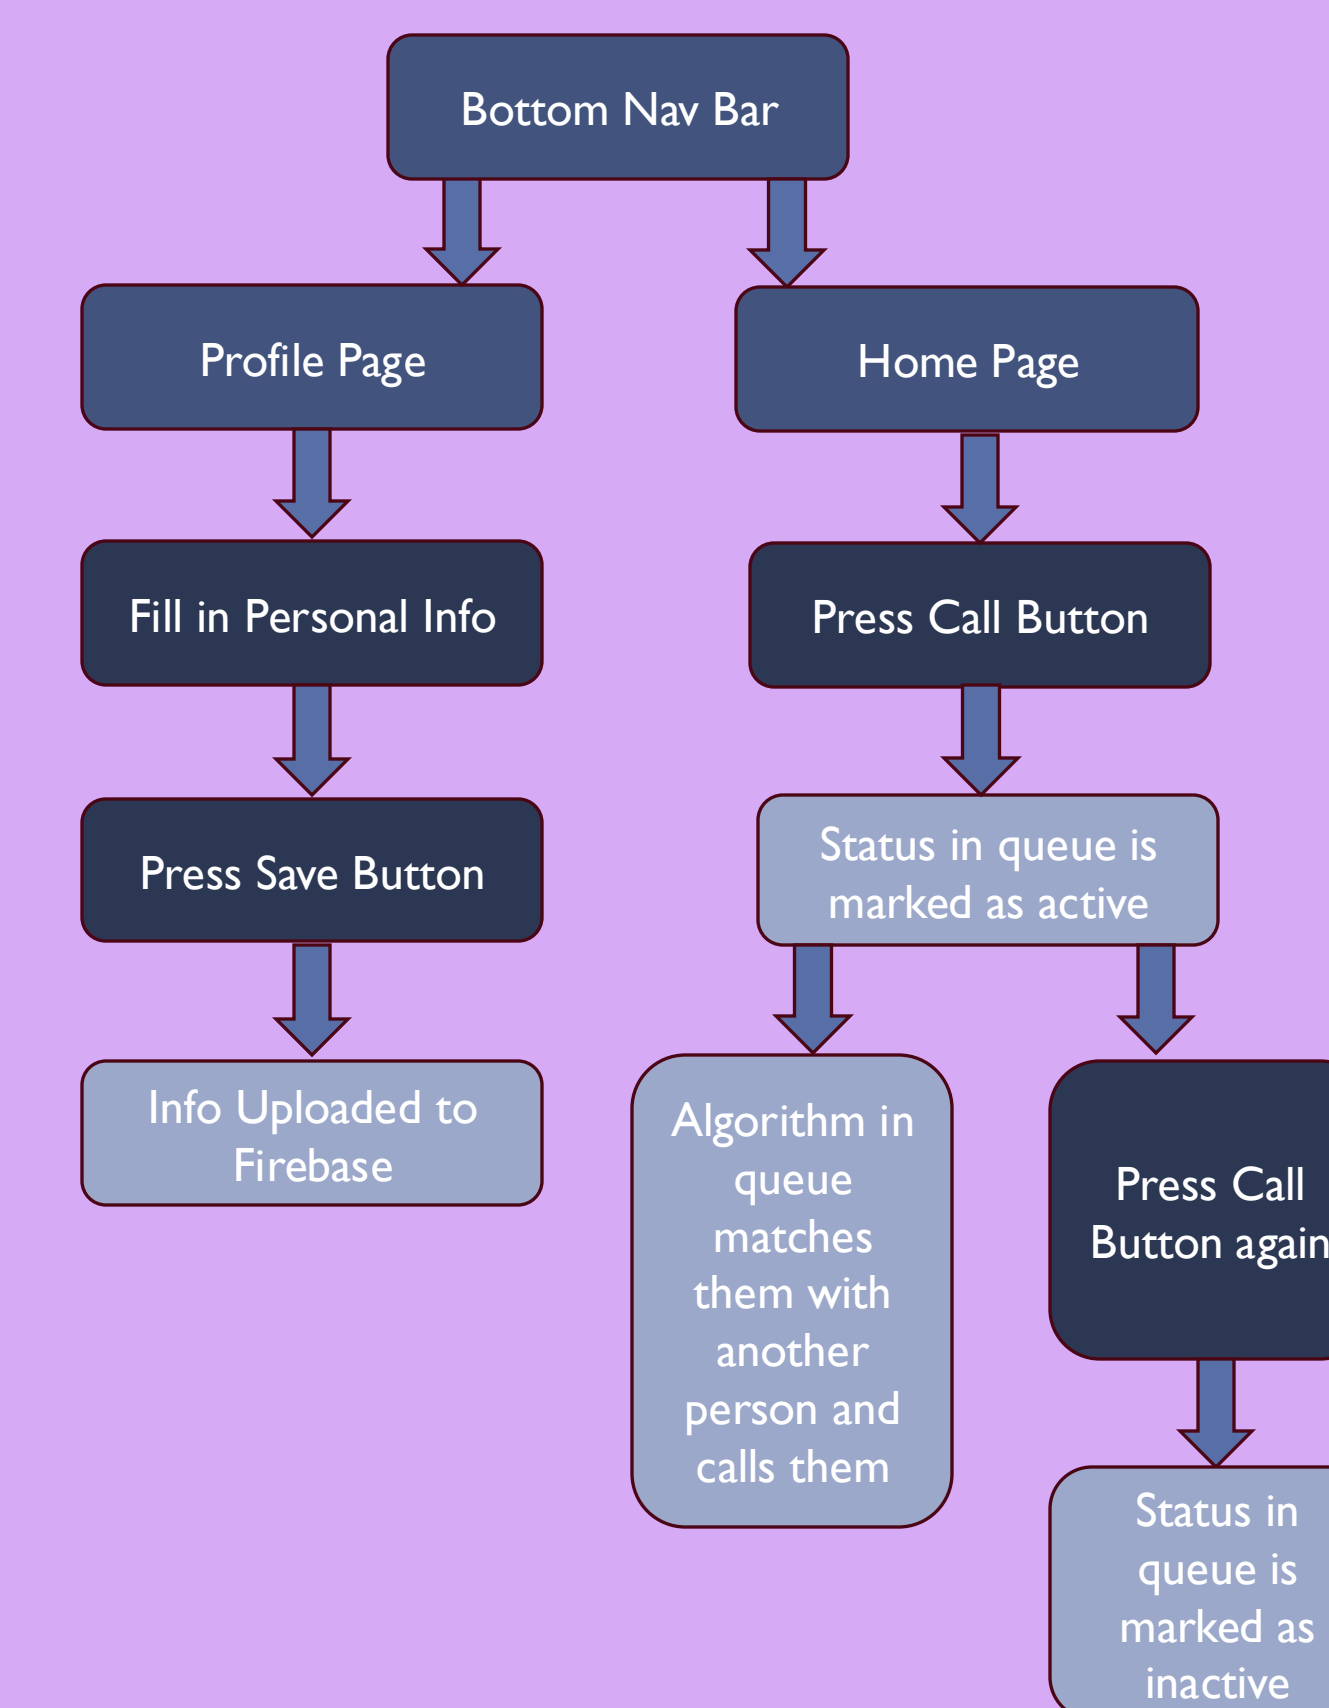 Bottom Nav Bar
Profile Page
Home Page
Fill in Personal Info
Press Call Button
Press Save Button
Status in queue is
marked as active
Info Uploaded to
Firebase
Algorithm in
queue
matches
them with
another
person and
calls them
Press Call
Button again
Status in
queue is
marked as
inactive